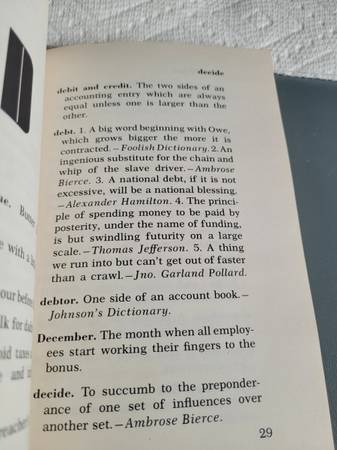 decide
debit and credit. The two sides of an
accounting entry which are always
equal unless one is larger than the
other.
debt. 1. A big word beginning with Owe,
which grows bigger the more it is
contracted.—Foolish Dictionary. 2. An
ingenious substitute for the chain and
whip of the slave driver.—Ambrose
Bierce. 3. A national debt, if it is not
excessive, will be a national blessing.
—Alexander Hamilton. 4. The princi-
ple of spending money to be paid by
posterity, under the name of funding,
is but swindling futurity on a large
scale.—Thomas Jefferson. 5. A thing
we run into but can't get out of faster
than a crawl.—Jno. Garland Pollard.
debtor. One side of an account book.—
Johnson's Dictionary.
December. The month when all employ-
ees start working their fingers to the
bonus.
decide. To succumb to the preponder-
ance of one set of influences over
another set.—Ambrose Bierce.
29